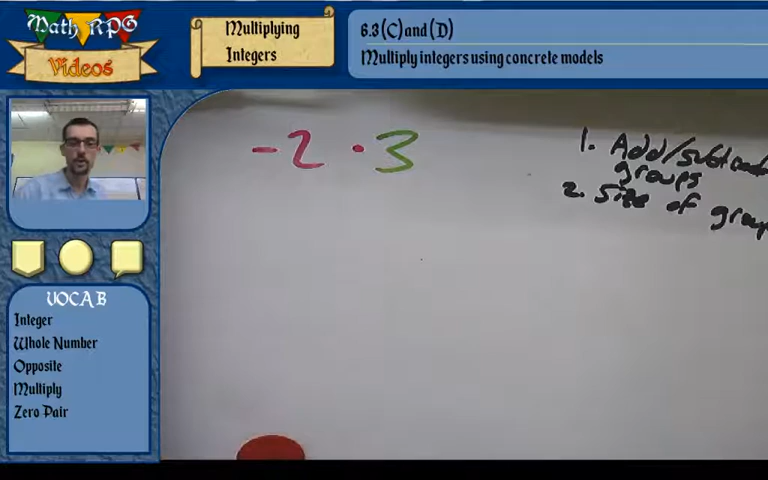 Math RPG
Videos
Multiplying
Integers
6.3(C) and (D)
Multiply integers using concrete models
-2 · 3
1. Add/subtract
groups
2. Size of group
VOCAB
Integer
Whole Number
Opposite
Multiply
Zero Pair